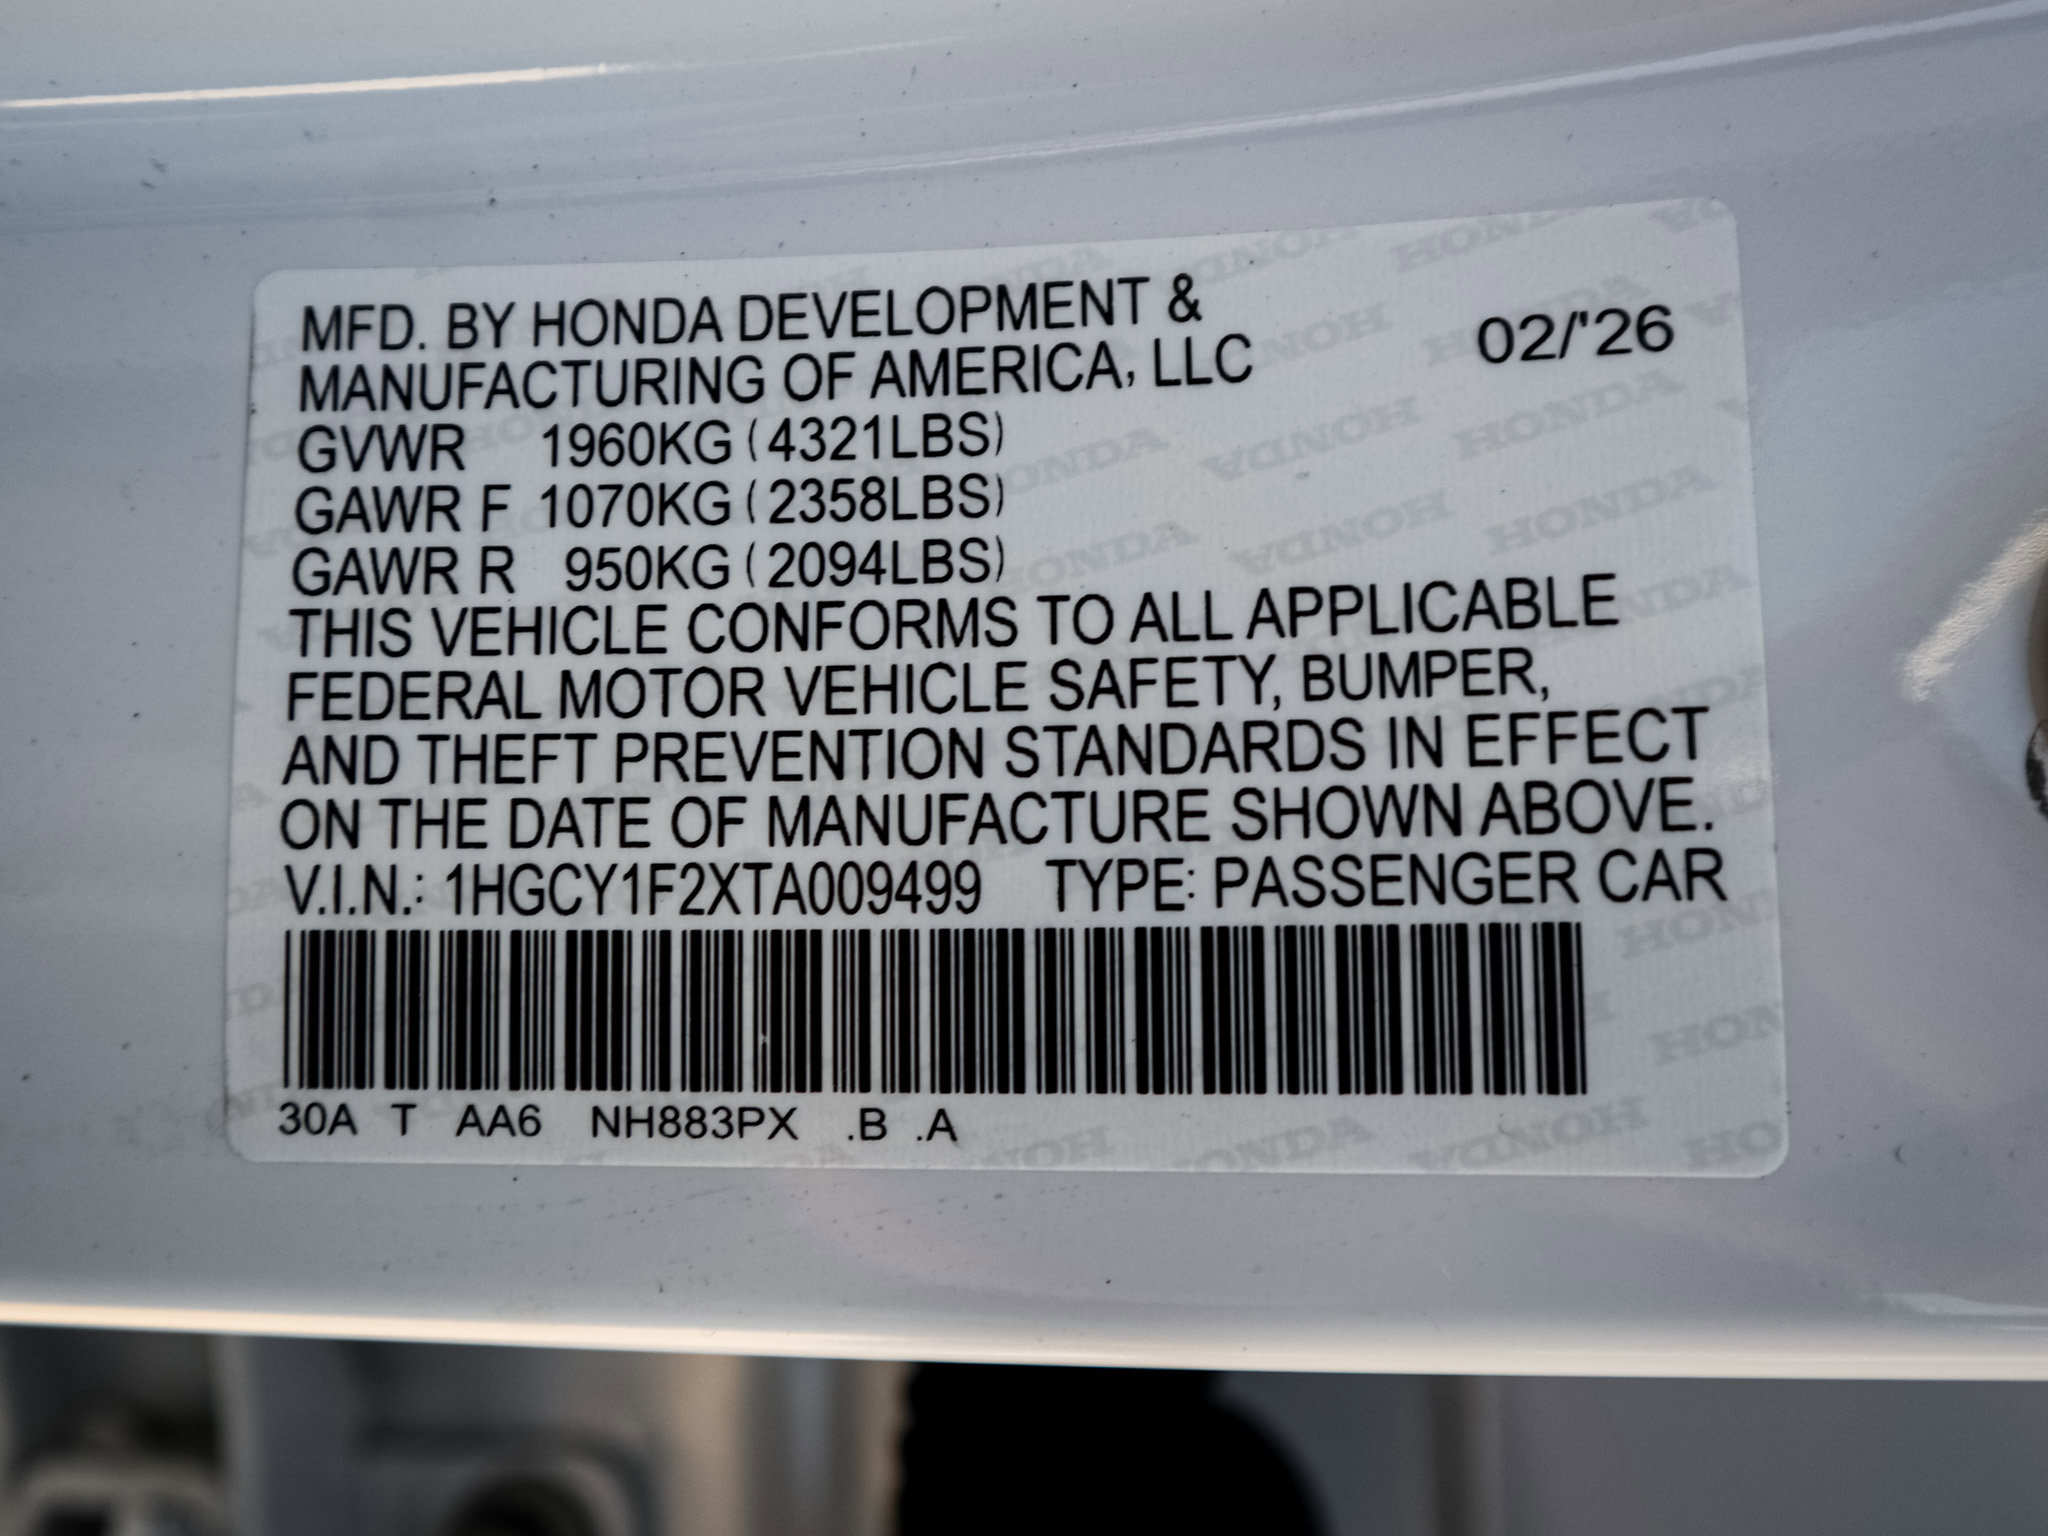 MFD. BY HONDA DEVELOPMENT &
MANUFACTURING OF AMERICA, LLC 02/'26
GVWR 1960KG (4321LBS)
GAWR F 1070KG (2358LBS)
GAWR R 950KG (2094LBS)
THIS VEHICLE CONFORMS TO ALL APPLICABLE
FEDERAL MOTOR VEHICLE SAFETY, BUMPER,
AND THEFT PREVENTION STANDARDS IN EFFECT
ON THE DATE OF MANUFACTURE SHOWN ABOVE.
V.I.N.: 1HGCY1F2XTA009499 TYPE: PASSENGER CAR
30A T AA6 NH883PX .B .A